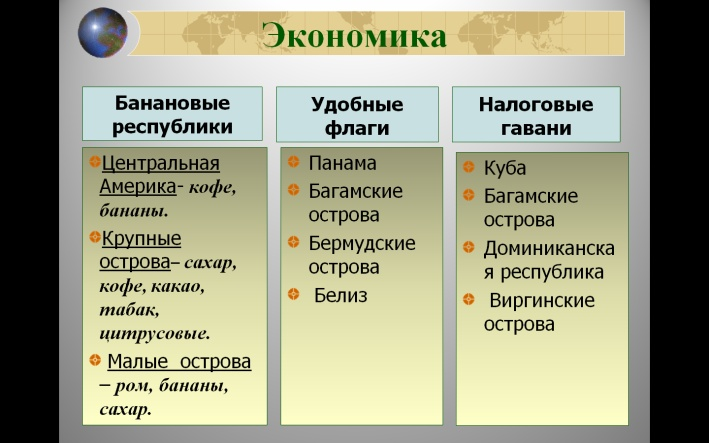 Экономика
Банановые
республики
Центральная
Америка- кофе,
бананы.
Крупные
острова– сахар,
кофе, какао,
табак,
цитрусовые.
Малые острова
– ром, бананы,
сахар.
Удобные
флаги
Панама
Багамские
острова
Бермудские
острова
Белиз
Налоговые
гавани
Куба
Багамские
острова
Доминиканска
я республика
Виргинские
острова